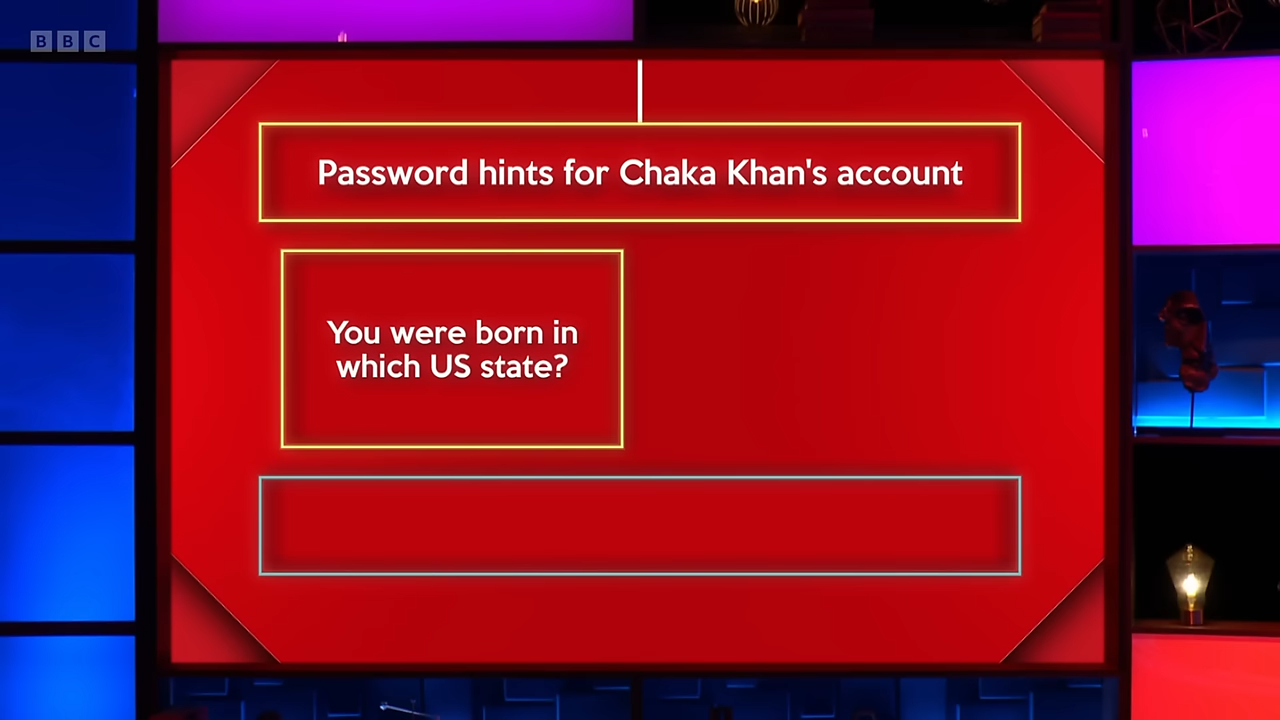 BBC
Password hints for Chaka Khan's account
You were born in
which US state?